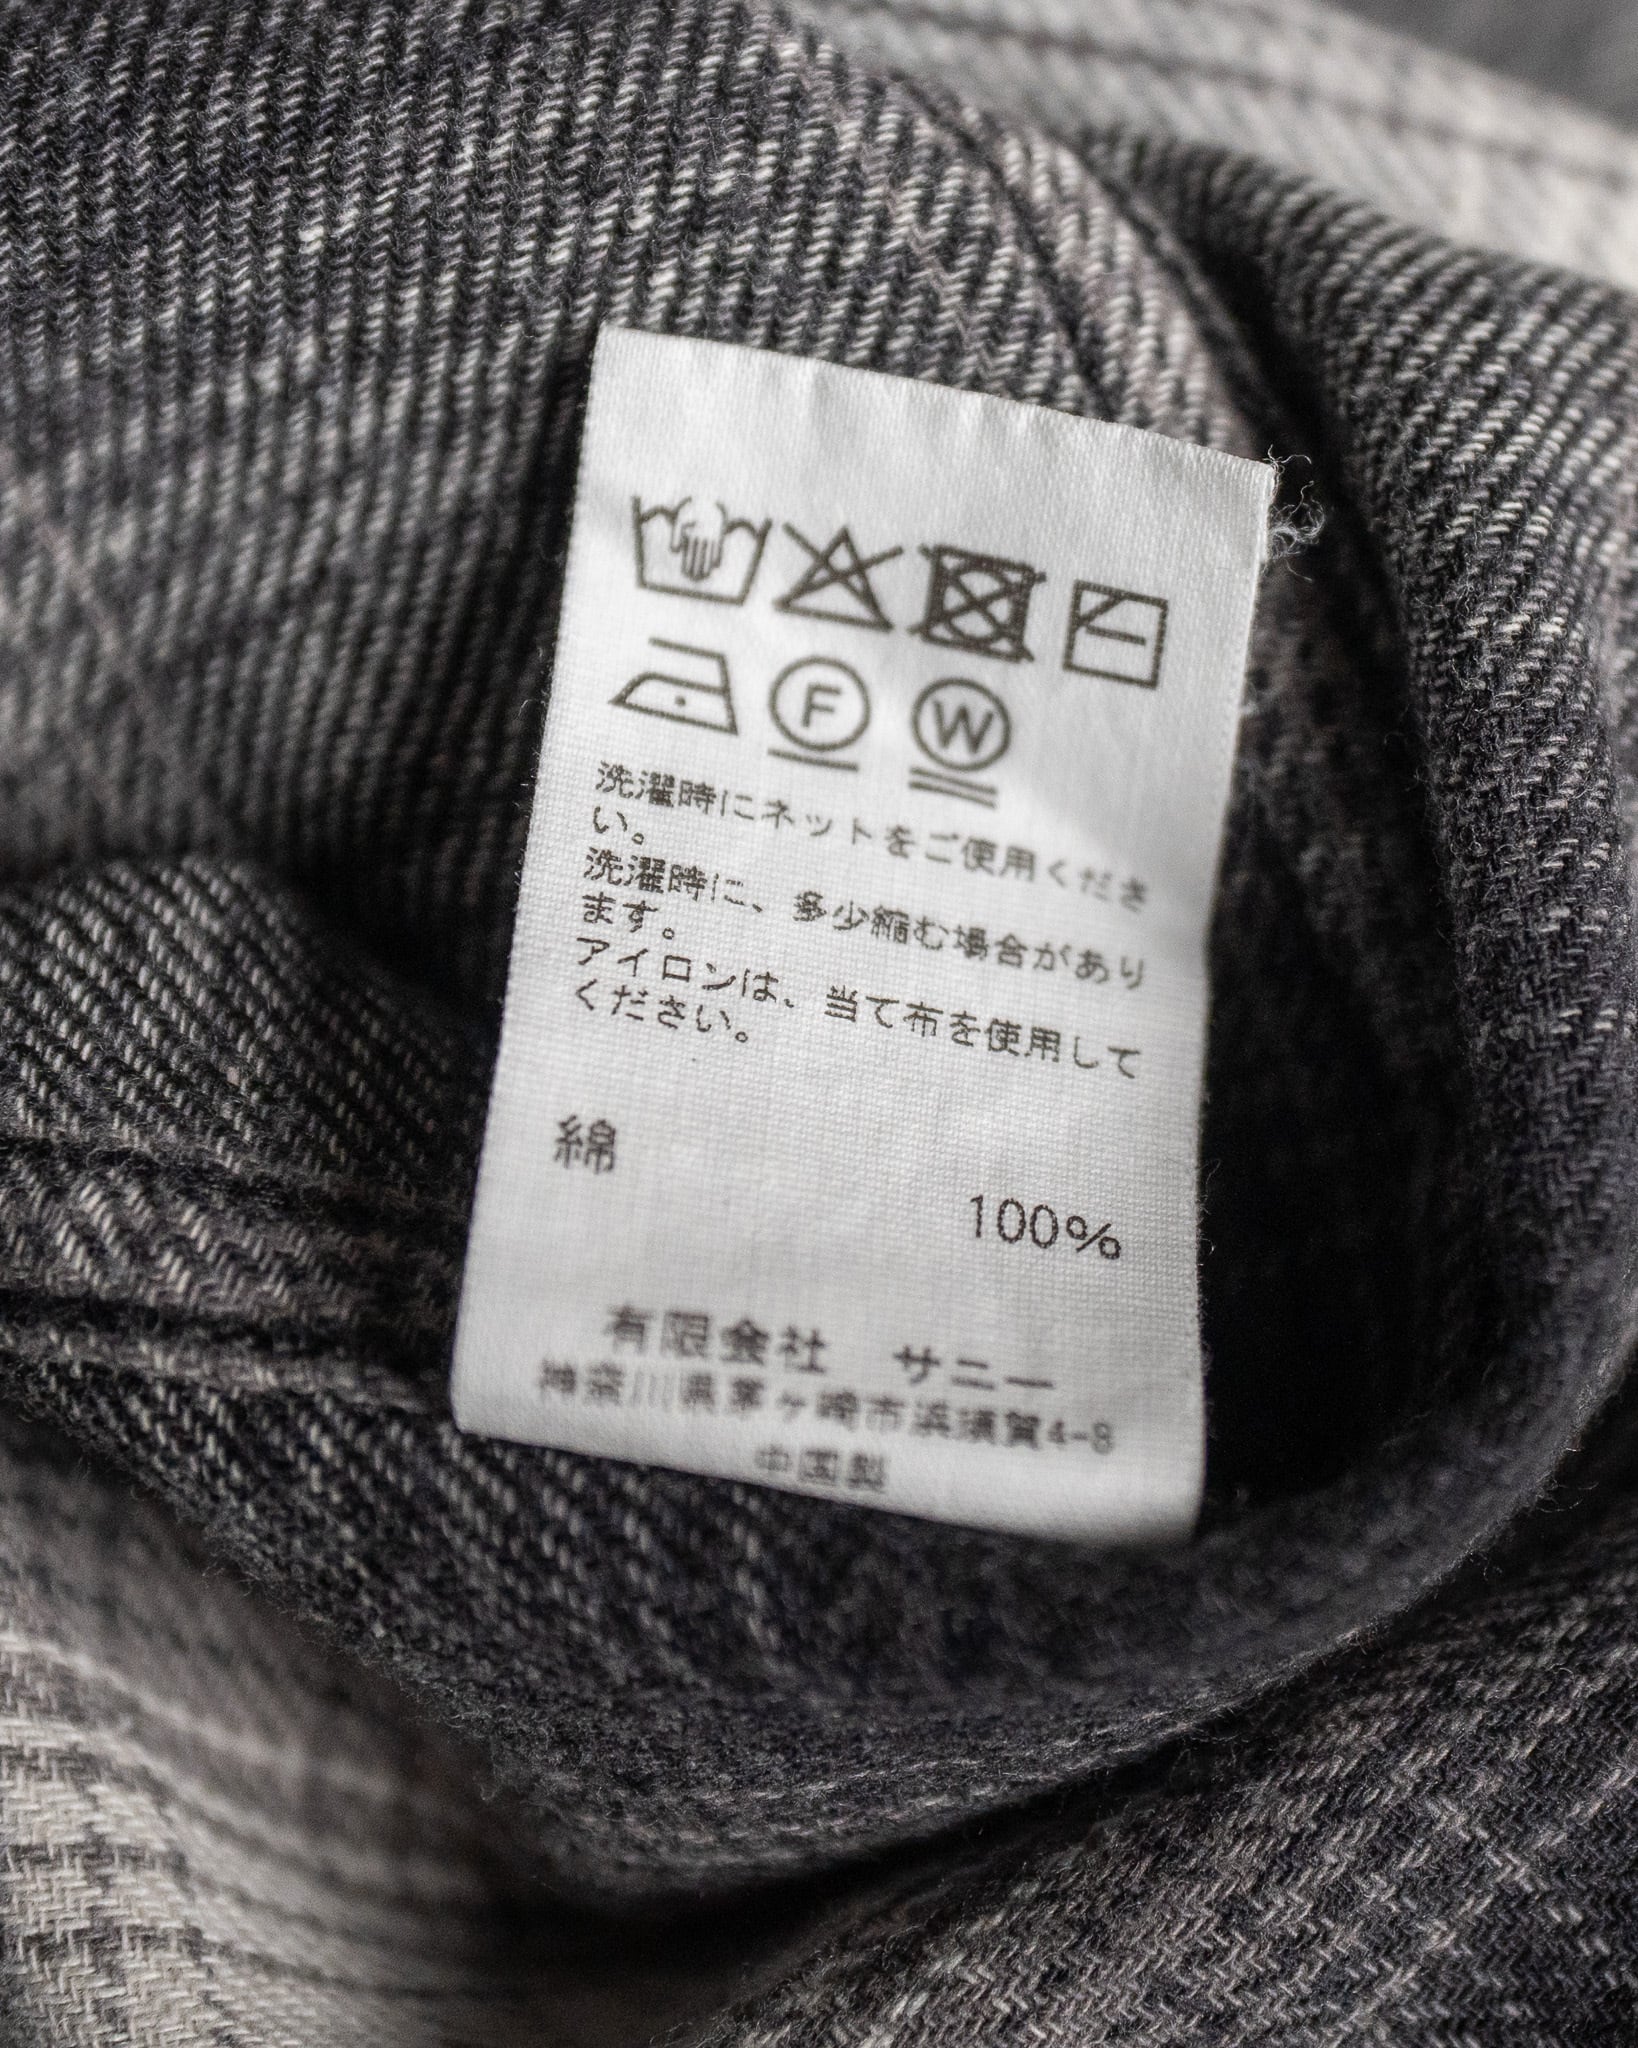 F W
洗濯時にネットをご使用くださ
い。
洗濯時に、多少縮む場合があり
ます。
アイロンは、当て布を使用して
ください。
綿 100%
有限会社 サニー
神奈川県茅ヶ崎市浜須賀4-8
中国製